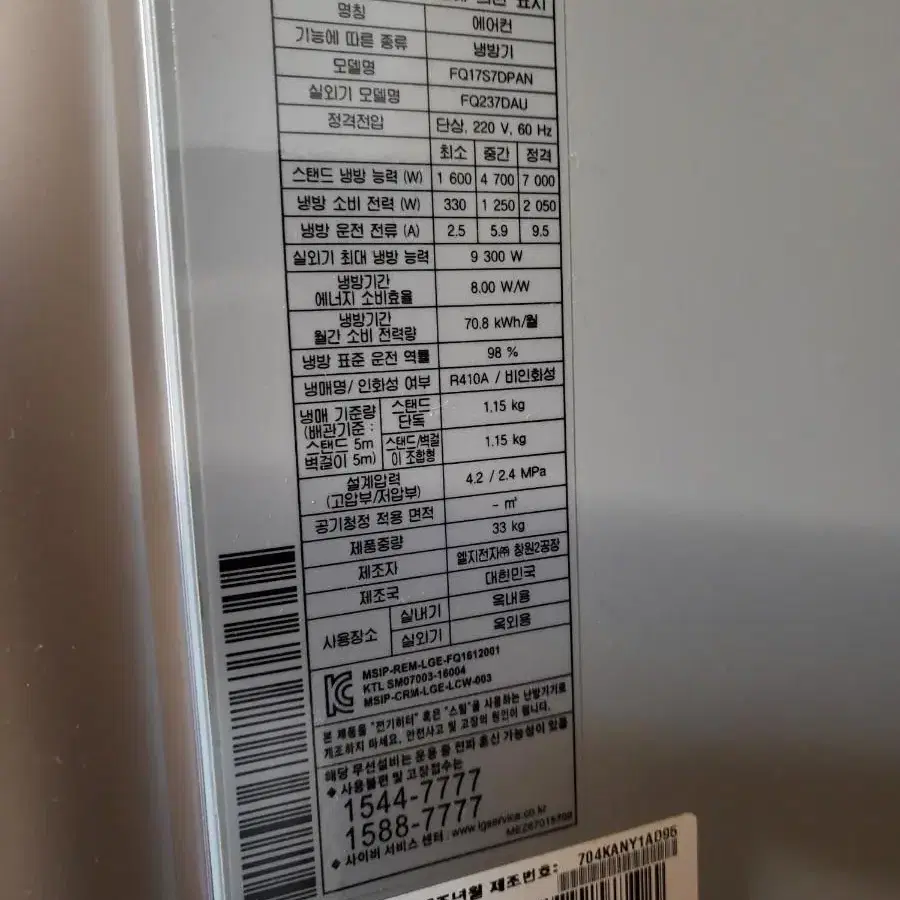 표시
명칭 에어컨
기능에 따른 종류 냉방기
모델명 FQ17S7DPAN
실외기 모델명 FQ237DAU
정격전압 단상, 220 V, 60 Hz
최소 중간 정격
스탠드 냉방 능력 (W) 1 600 4 700 7 000
냉방 소비 전력 (W) 330 1 250 2 050
냉방 운전 전류 (A) 2.5 5.9 9.5
실외기 최대 냉방 능력 9 300 W
냉방기간
에너지 소비효율 8.00 W/W
냉방기간
월간 소비 전력량 70.8 kWh/월
냉방 표준 운전 역률 98 %
냉매명/ 인화성 여부 R410A / 비인화성
냉매 기준량
(배관기준 :
스탠드 5m
벽걸이 5m)
스탠드
단독 1.15 kg
스탠드/벽걸
이 조합형 1.15 kg
설계압력
(고압부/저압부) 4.2 / 2.4 MPa
공기청정 적용 면적 - ㎡
제품중량 33 kg
제조자 엘지전자㈜ 창원2공장
제조국 대한민국
사용장소 실내기 옥내용
실외기 옥외용
MSIP-REM-LGE-FQ1612001
KTL SM07003-16004
MSIP-CRM-LGE-LCW-003
본 제품을 "전기히터" 혹은 "스팀"을 사용하는 난방기기로
개조하지 마세요. 안전사고 및 고장의 원인이 됩니다.
해당 무선설비는 운용 중 전파 혼신 가능성이 있음
◆ 사용불편 및 고장접수는
1544-7777
1588-7777
◆ 사이버 서비스 센터 : www.lgservice.co.kr
제조번호: 704KANY1A096